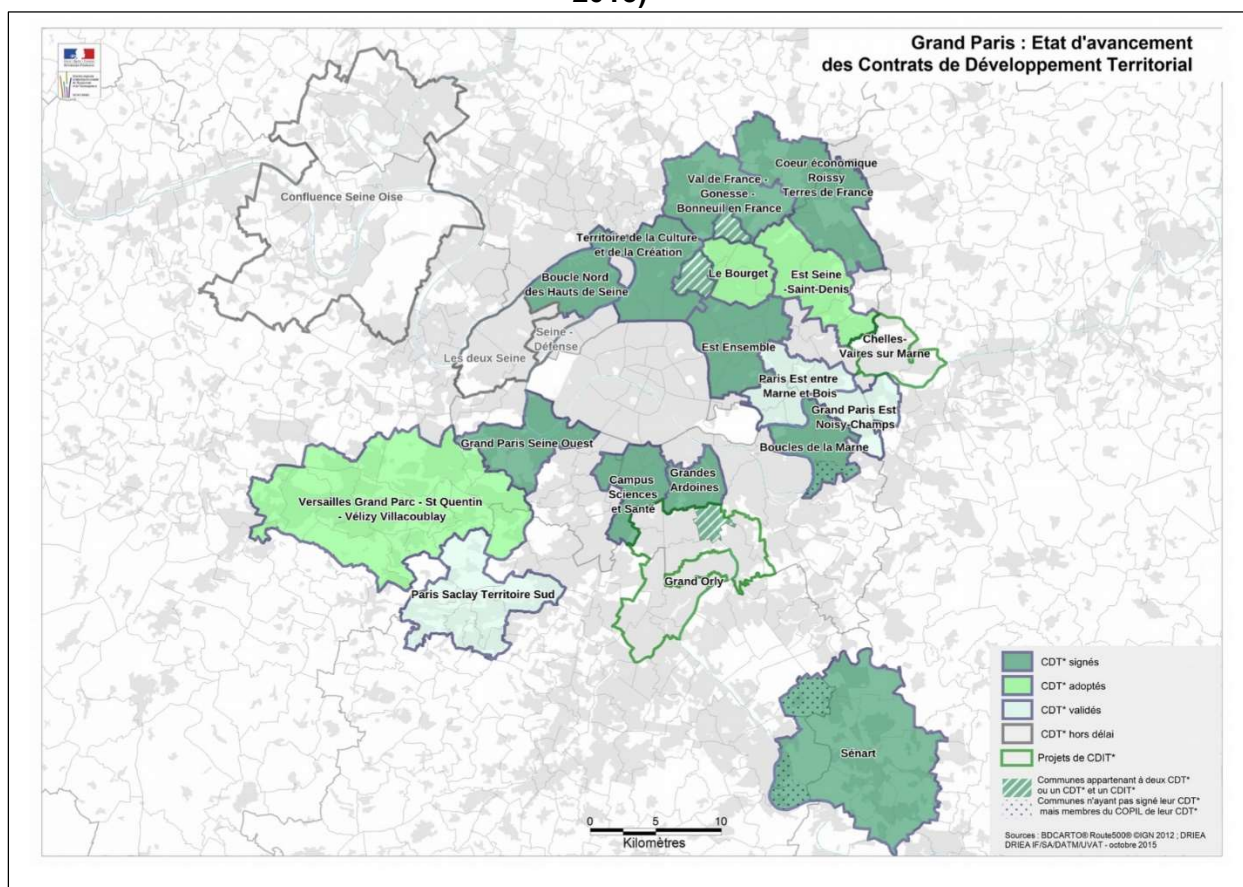 Grand Paris : Etat d'avancement
des Contrats de Développement Territorial
Confluence Seine Oise
Coeur économique
Roissy
Terres de France
Val de France -
Gonesse -
Bonneuil en France
Territoire de la Culture
et de la Création
Boucle Nord
des Hauts de Seine
Le Bourget
Est Seine
-Saint-Denis
Seine -
Défense
Les deux Seine
Est Ensemble
Chelles-
Vaires sur Marne
Paris Est entre
Marne et Bois
Grand Paris Est
Noisy-Champs
Boucles de la Marne
Grand Paris Seine Ouest
Campus
Sciences
et Santé
Grandes
Ardoines
Versailles Grand Parc - St Quentin
- Vélizy Villacoublay
Grand Orly
Paris Saclay Territoire Sud
Sénart
CDT* signés
CDT* adoptés
CDT* validés
CDT* hors délai
Projets de CDIT*
Communes appartenant à deux CDT*
ou un CDT* et un CDIT*
Communes n'ayant pas signé leur CDT*
mais membres du COPIL de leur CDT*
Sources : BDCARTO® Route500® ©IGN 2012 ; DRIEA
DRIEA IF/SA/DATM/UVAT - octobre 2015
0 5 10
Kilomètres